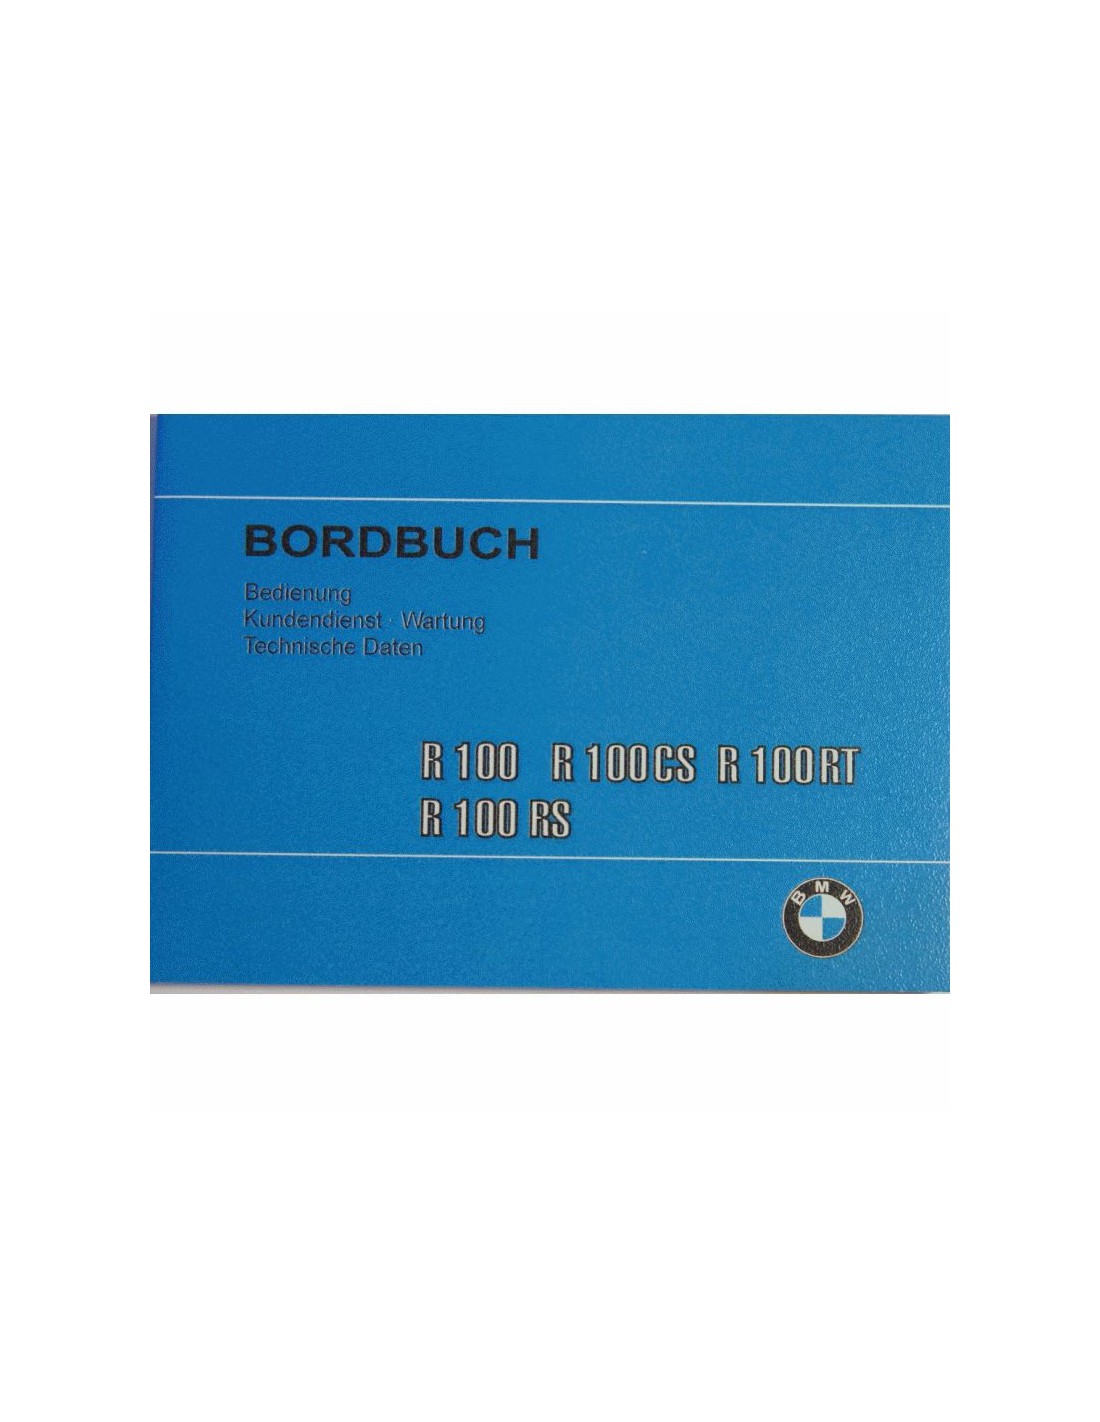 BORDBUCH
Bedienung
Kundendienst · Wartung
Technische Daten
R 100 R 100CS R 100RT
R 100 RS
BMW